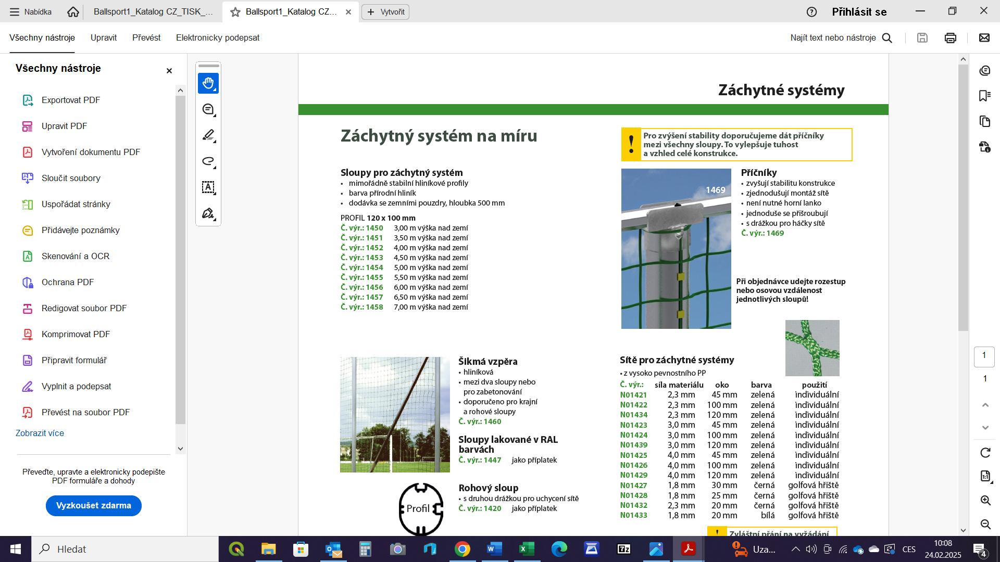 Nabídka
Ballsport1_Katalog CZ_TISK_...
Ballsport1_Katalog CZ...
Vytvořit
Přihlásit se
Všechny nástroje
Upravit
Převést
Elektronicky podepsat
Najít text nebo nástroje
Všechny nástroje
Exportovat PDF
Upravit PDF
Vytvoření dokumentu PDF
Sloučit soubory
Uspořádat stránky
Přidávejte poznámky
Skenování a OCR
Ochrana PDF
Redigovat soubor PDF
Komprimovat PDF
Připravit formulář
Vyplnit a podepsat
Převést na soubor PDF
Zobrazit více
Převeďte, upravte a elektronicky podepište
PDF formuláře a dohody
Vyzkoušet zdarma
Záchytné systémy
Záchytný systém na míru
! Pro zvýšení stability doporučujeme dát příčníky
mezi všechny sloupy. To vylepšuje tuhost
a vzhled celé konstrukce.
Sloupy pro záchytný systém
• mimořádně stabilní hliníkové profily
• barva přírodní hliník
• dodávka se zemními pouzdry, hloubka 500 mm
PROFIL 120 x 100 mm
Č. výr.: 1450 3,00 m výška nad zemí
Č. výr.: 1451 3,50 m výška nad zemí
Č. výr.: 1452 4,00 m výška nad zemí
Č. výr.: 1453 4,50 m výška nad zemí
Č. výr.: 1454 5,00 m výška nad zemí
Č. výr.: 1455 5,50 m výška nad zemí
Č. výr.: 1456 6,00 m výška nad zemí
Č. výr.: 1457 6,50 m výška nad zemí
Č. výr.: 1458 7,00 m výška nad zemí
1469
Příčníky
• zvyšují stabilitu konstrukce
• zjednodušují montáž sítě
• není nutné horní lanko
• jednoduše se přišroubují
• s drážkou pro háčky sítě
Č. výr.: 1469
Při objednávce udejte rozestup
nebo osovou vzdálenost
jednotlivých sloupů!
Šikmá vzpěra
• hliníková
• mezi dva sloupy nebo
pro zabetonování
• doporučeno pro krajní
a rohové sloupy
Č. výr.: 1460
Sloupy lakované v RAL
barvách
Č. výr.: 1447 jako příplatek
Profil
Rohový sloup
• s druhou drážkou pro uchycení sítě
Č. výr.: 1420 jako příplatek
Sítě pro záchytné systémy
• z vysoko pevnostního PP
Č. výr.: síla materiálu oko barva použití
N01421 2,3 mm 45 mm zelená individuální
N01422 2,3 mm 100 mm zelená individuální
N01434 2,3 mm 120 mm zelená individuální
N01423 3,0 mm 45 mm zelená individuální
N01424 3,0 mm 100 mm zelená individuální
N01439 3,0 mm 120 mm zelená individuální
N01425 4,0 mm 45 mm zelená individuální
N01426 4,0 mm 100 mm zelená individuální
N01429 4,0 mm 120 mm zelená individuální
N01427 1,8 mm 30 mm černá golfová hřiště
N01428 1,8 mm 25 mm černá golfová hřiště
N01432 2,3 mm 20 mm černá golfová hřiště
N01433 1,8 mm 20 mm bílá golfová hřiště
! Zvláštní přání na vyžádání
1
1
Hledat
7z
Uza...
CES
10:08
24.02.2025
4